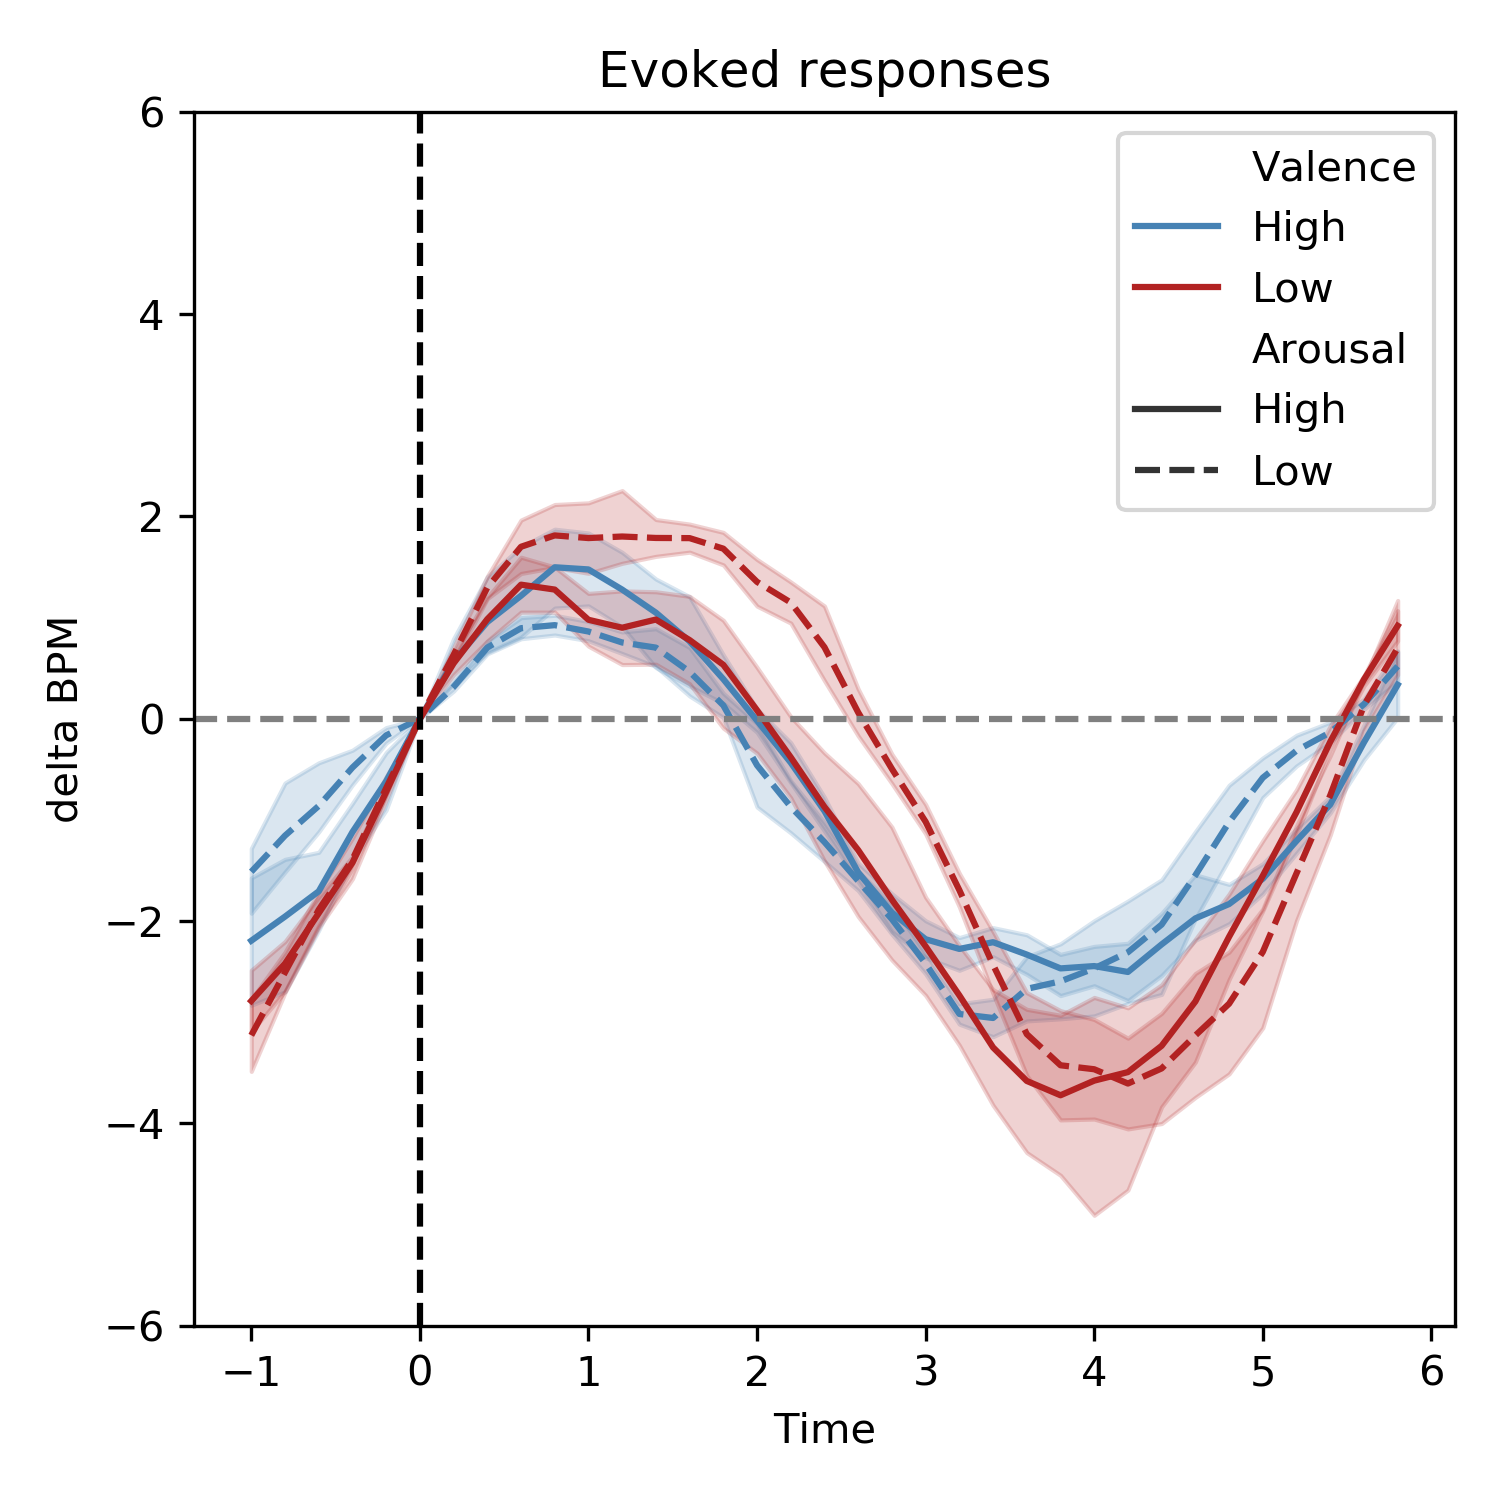 Evoked responses
6
4
2
0
−2
−4
−6
delta BPM
−1 0 1 2 3 4 5 6
Time
Valence
High
Low
Arousal
High
Low